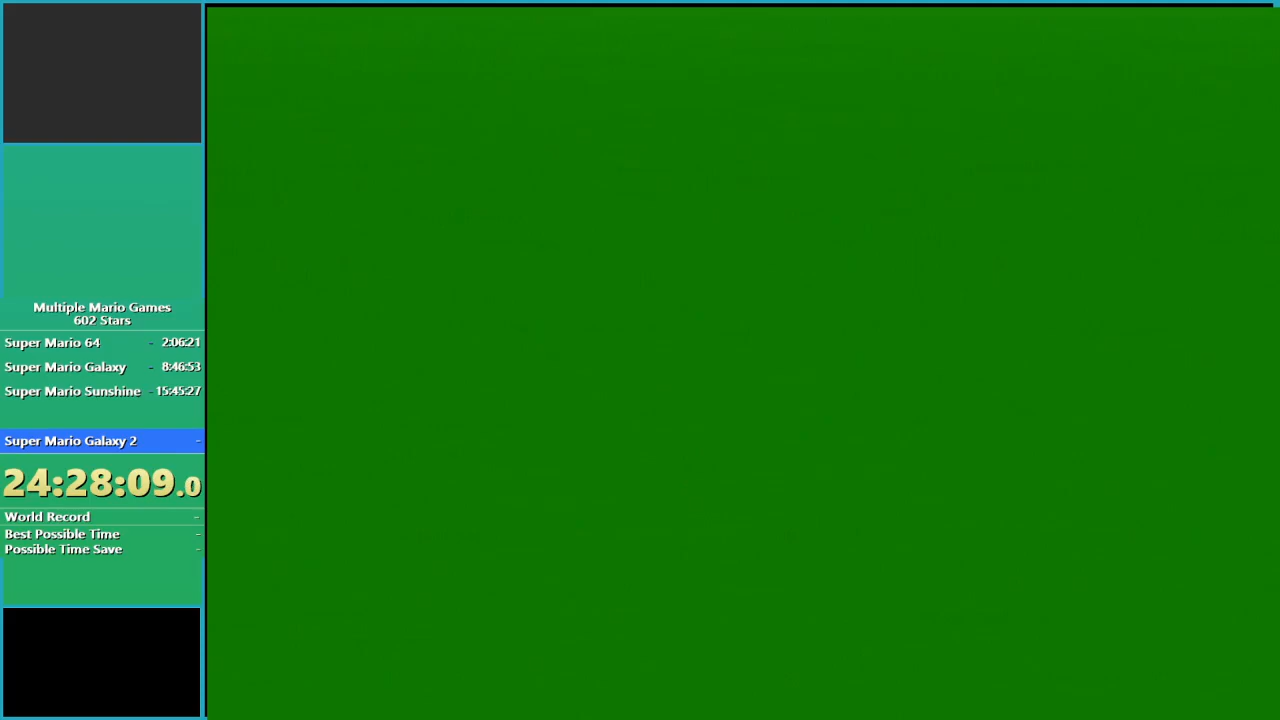 Multiple Mario Games
602 Stars
Super Mario 64 - 2:06:21
Super Mario Galaxy - 8:46:53
Super Mario Sunshine - 15:45:27
Super Mario Galaxy 2 -
24:28:09.0
World Record -
Best Possible Time -
Possible Time Save -